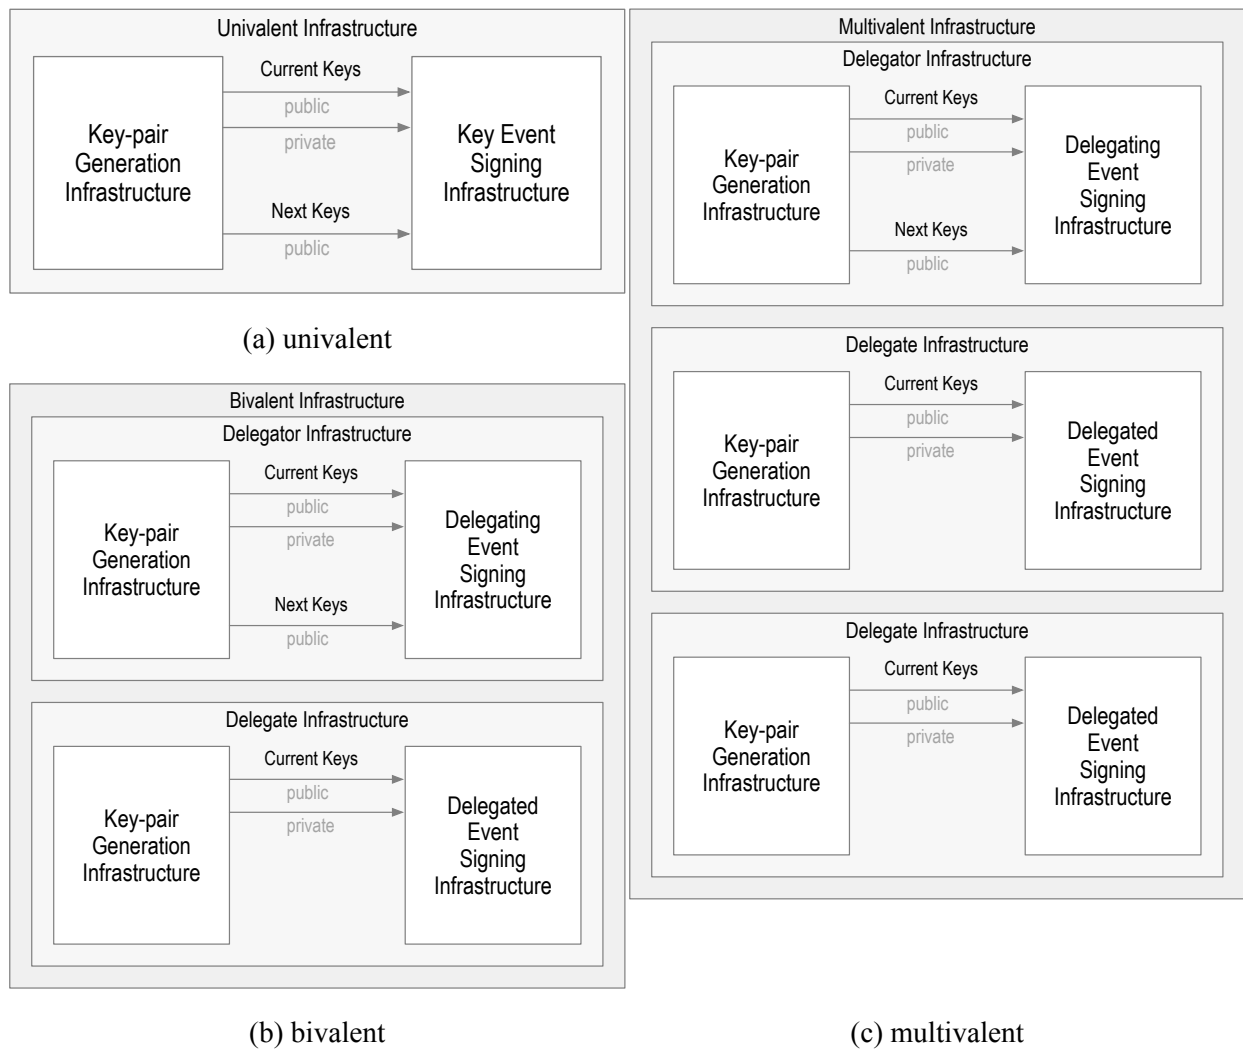 Univalent Infrastructure
Key-pair
Generation
Infrastructure
Current Keys
public
private
Next Keys
public
Key Event
Signing
Infrastructure
(a) univalent
Bivalent Infrastructure
Delegator Infrastructure
Key-pair
Generation
Infrastructure
Current Keys
public
private
Next Keys
public
Delegating
Event
Signing
Infrastructure
Delegate Infrastructure
Key-pair
Generation
Infrastructure
Current Keys
public
private
Delegated
Event
Signing
Infrastructure
(b) bivalent
Multivalent Infrastructure
Delegator Infrastructure
Key-pair
Generation
Infrastructure
Current Keys
public
private
Next Keys
public
Delegating
Event
Signing
Infrastructure
Delegate Infrastructure
Key-pair
Generation
Infrastructure
Current Keys
public
private
Delegated
Event
Signing
Infrastructure
Delegate Infrastructure
Key-pair
Generation
Infrastructure
Current Keys
public
private
Delegated
Event
Signing
Infrastructure
(c) multivalent